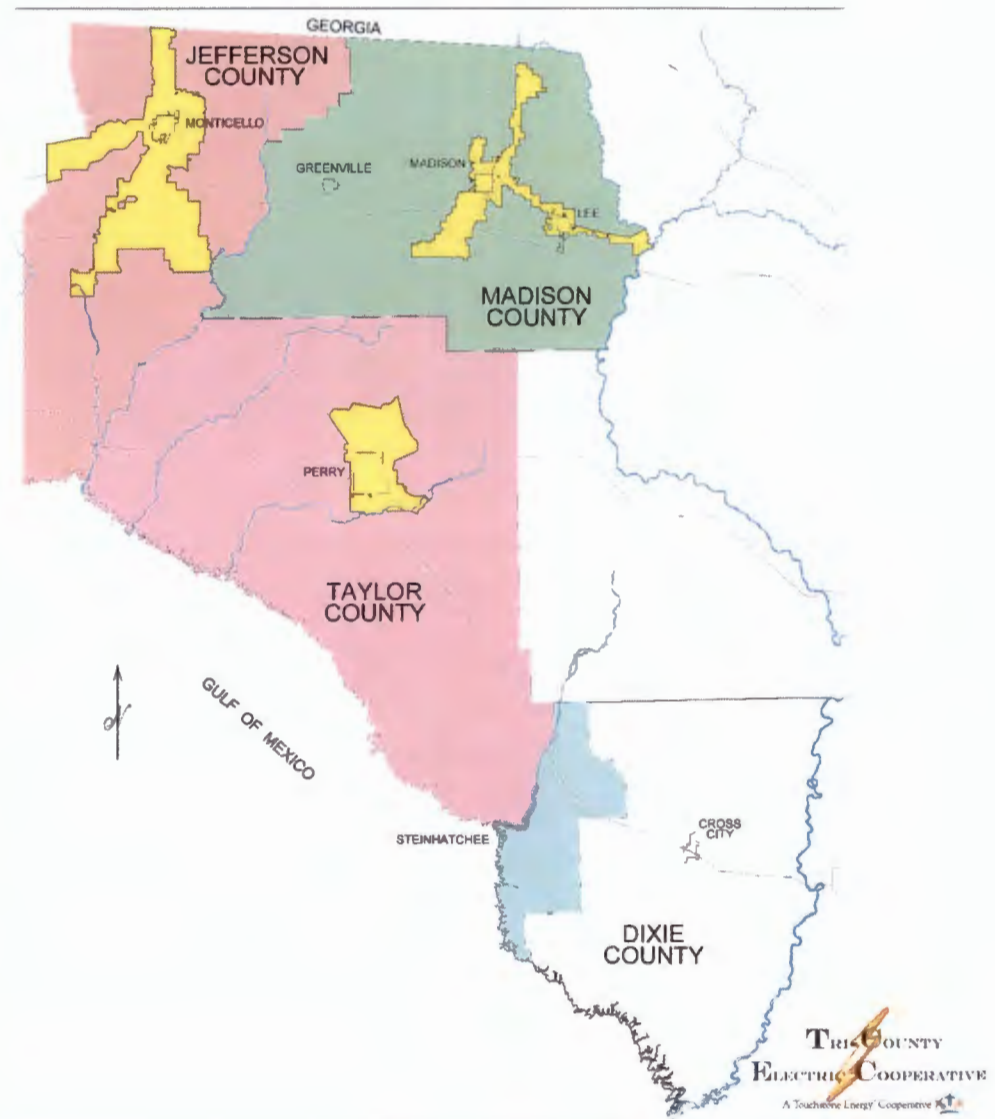 GEORGIA
JEFFERSON
COUNTY
MONTICELLO
GREENVILLE
MADISON
LEE
MADISON
COUNTY
PERRY
TAYLOR
COUNTY
GULF OF MEXICO
N
STEINHATCHEE
CROSS
CITY
DIXIE
COUNTY
TRI-COUNTY
ELECTRIC COOPERATIVE
A Touchstone Energy Cooperative